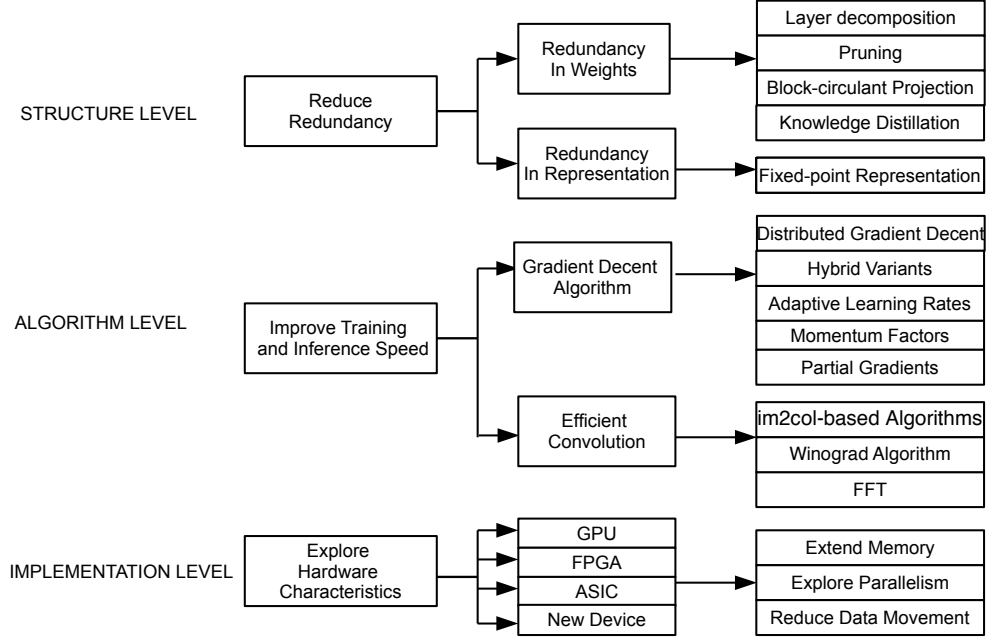 STRUCTURE LEVEL
Reduce
Redundancy
Redundancy
In Weights
Layer decomposition
Pruning
Block-circulant Projection
Knowledge Distillation
Redundancy
In Representation
Fixed-point Representation
ALGORITHM LEVEL
Improve Training
and Inference Speed
Gradient Decent
Algorithm
Distributed Gradient Decent
Hybrid Variants
Adaptive Learning Rates
Momentum Factors
Partial Gradients
Efficient
Convolution
im2col-based Algorithms
Winograd Algorithm
FFT
IMPLEMENTATION LEVEL
Explore
Hardware
Characteristics
GPU
FPGA
ASIC
New Device
Extend Memory
Explore Parallelism
Reduce Data Movement